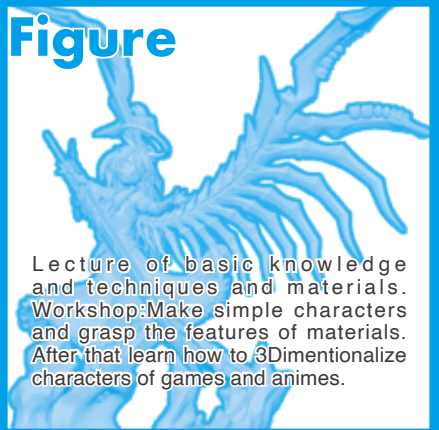 Figure
Lecture of basic knowledge
and techniques and materials.
Workshop:Make simple characters
and grasp the features of materials.
After that learn how to 3Dimentionalize
characters of games and animes.